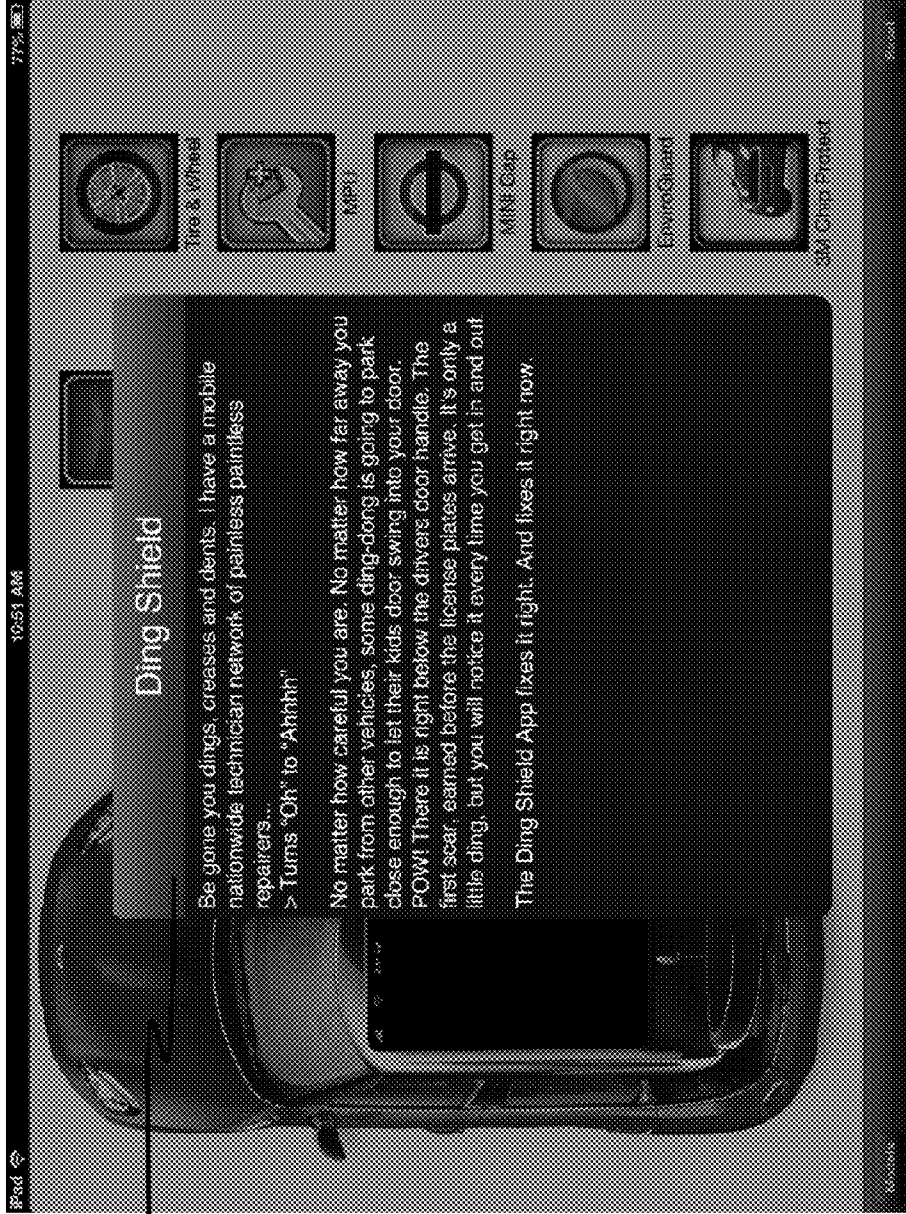 iPad
10:51 AM
77%
Ding Shield
Be gone you dings, creases and dents. I have a mobile
nationwide technician network of painless paintless
repairers...
> Turns "Oh" to "Ahhhh"
No matter how careful you are. No matter how far away you
park from other vehicles, some ding-dong is going to park
close enough to let their kids door swing into your door.
POW! There it is right below the drivers door handle. The
first scar, earned before the license plates arrive. It's only a
little ding, but you will notice it every time you get in and out
The Ding Shield App fixes it right. And fixes it right now.
Tire & Wheel
MPU
MINI Gap
EnviroGuard
3M Chip Protect